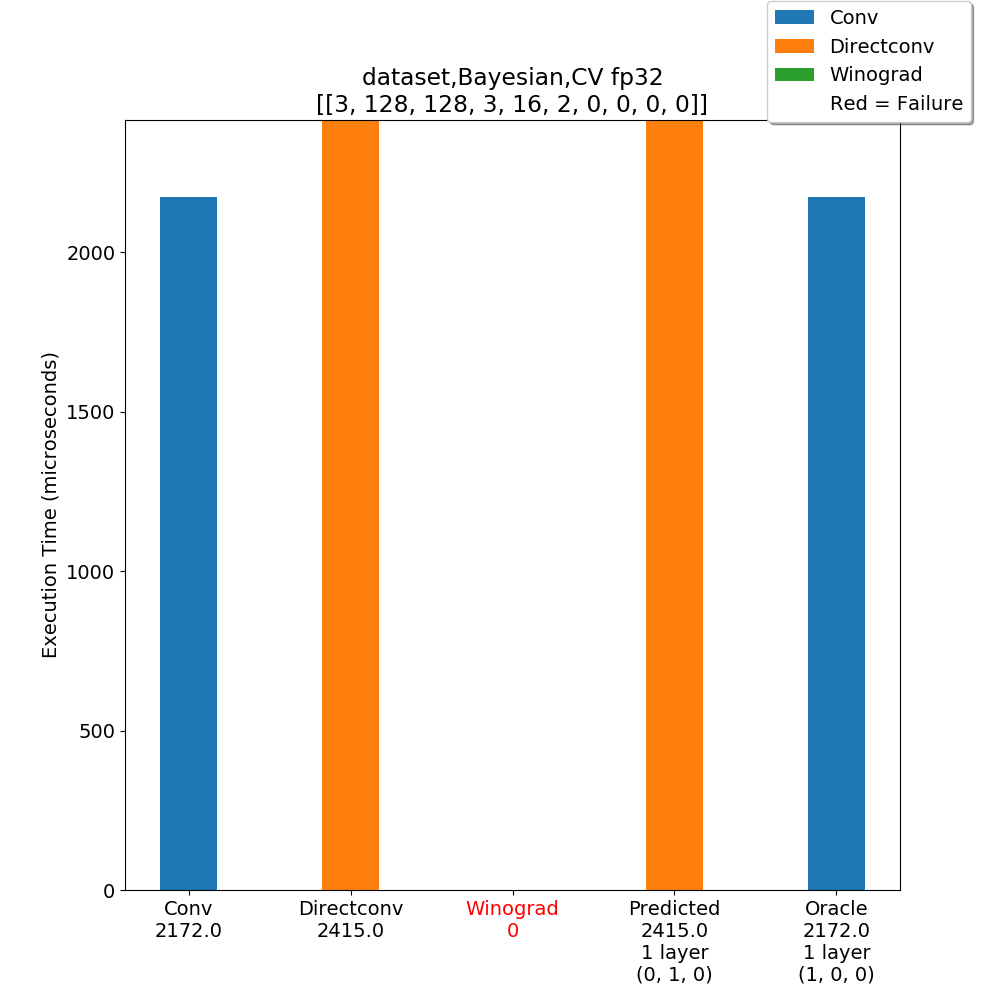 Conv
Directconv
Winograd
Red = Failure
dataset,Bayesian,CV fp32
[[3, 128, 128, 3, 16, 2, 0, 0, 0, 0]]
Execution Time (microseconds)
2000
1500
1000
500
0
Conv
2172.0
Directconv
2415.0
Winograd
0
Predicted
2415.0
1 layer
(0, 1, 0)
Oracle
2172.0
1 layer
(1, 0, 0)